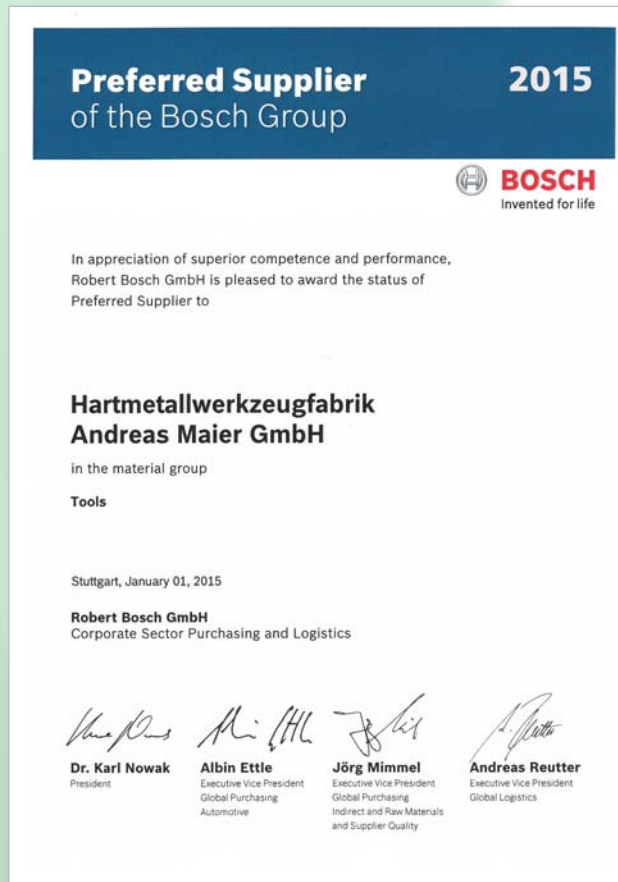 Preferred Supplier 2015
of the Bosch Group
BOSCH
Invented for life
In appreciation of superior competence and performance,
Robert Bosch GmbH is pleased to award the status of
Preferred Supplier to
Hartmetallwerkzeugfabrik
Andreas Maier GmbH
in the material group
Tools
Stuttgart, January 01, 2015
Robert Bosch GmbH
Corporate Sector Purchasing and Logistics
Dr. Karl Nowak
President
Albin Ettle
Executive Vice President
Global Purchasing
Automotive
Jörg Mimmel
Executive Vice President
Global Purchasing
Indirect and Raw Materials
and Supplier Quality
Andreas Reutter
Executive Vice President
Global Logistics